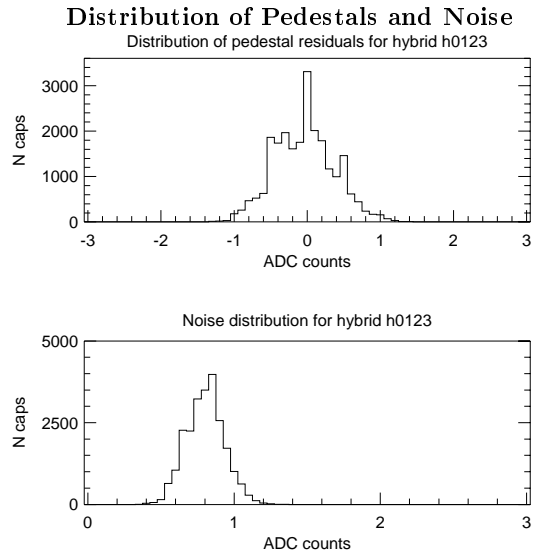 Distribution of Pedestals and Noise
Distribution of pedestal residuals for hybrid h0123
N caps
3000
2000
1000
0
-3 -2 -1 0 1 2 3
ADC counts
Noise distribution for hybrid h0123
N caps
5000
2500
0
0 1 2 3
ADC counts